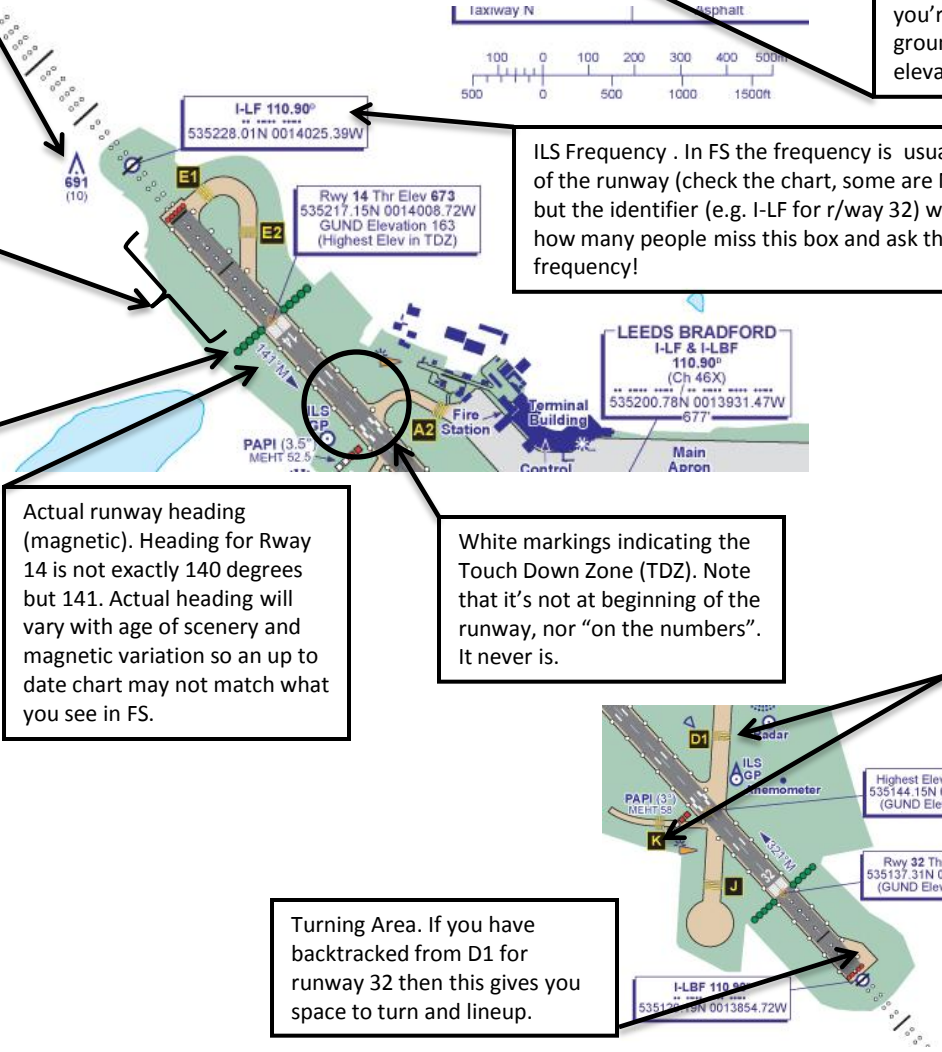 Taxiway N Asphalt
you're
groun
eleva
100 0 100 200 300 400 500m
500 0 500 1000 1500ft
I-LF 110.90º
535228.01N 0014025.39W
691
(10)
E1
E2
Rwy 14 Thr Elev 673
535217.15N 0014008.72W
GUND Elevation 163
(Highest Elev in TDZ)
ILS Frequency . In FS the frequency is usua
of the runway (check the chart, some are
but the identifier (e.g. I-LF for r/way 32) w
how many people miss this box and ask th
frequency!
14
141°M
LEEDS BRADFORD
I-LF & I-LBF
110.90º
(Ch 46X)
535200.78N 0013931.47W
677'
ILS
GP
PAPI (3.5°
MEHT 52.5
A2
Fire
Station
Terminal
Building
Control
Main
Apron
Actual runway heading
(magnetic). Heading for Rway
14 is not exactly 140 degrees
but 141. Actual heading will
vary with age of scenery and
magnetic variation so an up to
date chart may not match what
you see in FS.
White markings indicating the
Touch Down Zone (TDZ). Note
that it's not at beginning of the
runway, nor "on the numbers".
It never is.
D1
Radar
ILS
GP
Anemometer
PAPI (3°)
MEHT 58
K
J
321°M
32
Highest Elev
535144.15N
(GUND Ele
Rwy 32 Th
535137.31N 0
(GUND Elev
Turning Area. If you have
backtracked from D1 for
runway 32 then this gives you
space to turn and lineup.
I-LBF 110.90º
N 0013854.72W